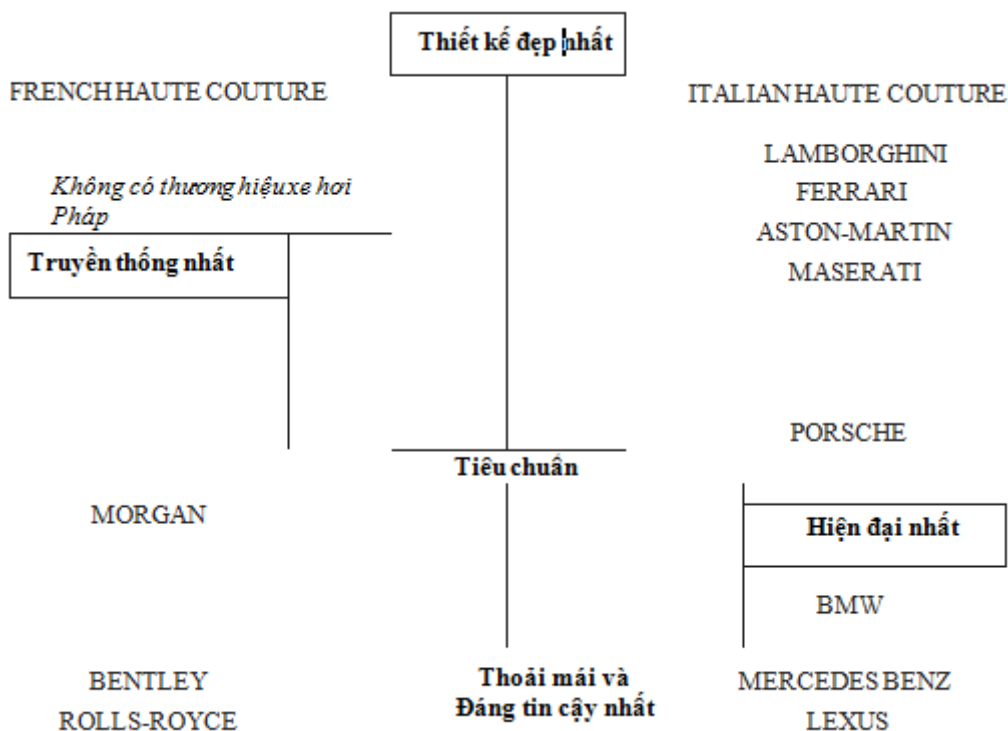 Thiết kế đẹp nhất
FRENCH HAUTE COUTURE
ITALIAN HAUTE COUTURE
LAMBORGHINI
Không có thương hiệu xe hơi
Pháp
FERRARI
ASTON-MARTIN
Truyền thống nhất
MASERATI
PORSCHE
Tiêu chuẩn
MORGAN
Hiện đại nhất
BMW
BENTLEY
Thoải mái và
MERCEDES BENZ
Đáng tin cậy nhất
ROLLS-ROYCE
LEXUS